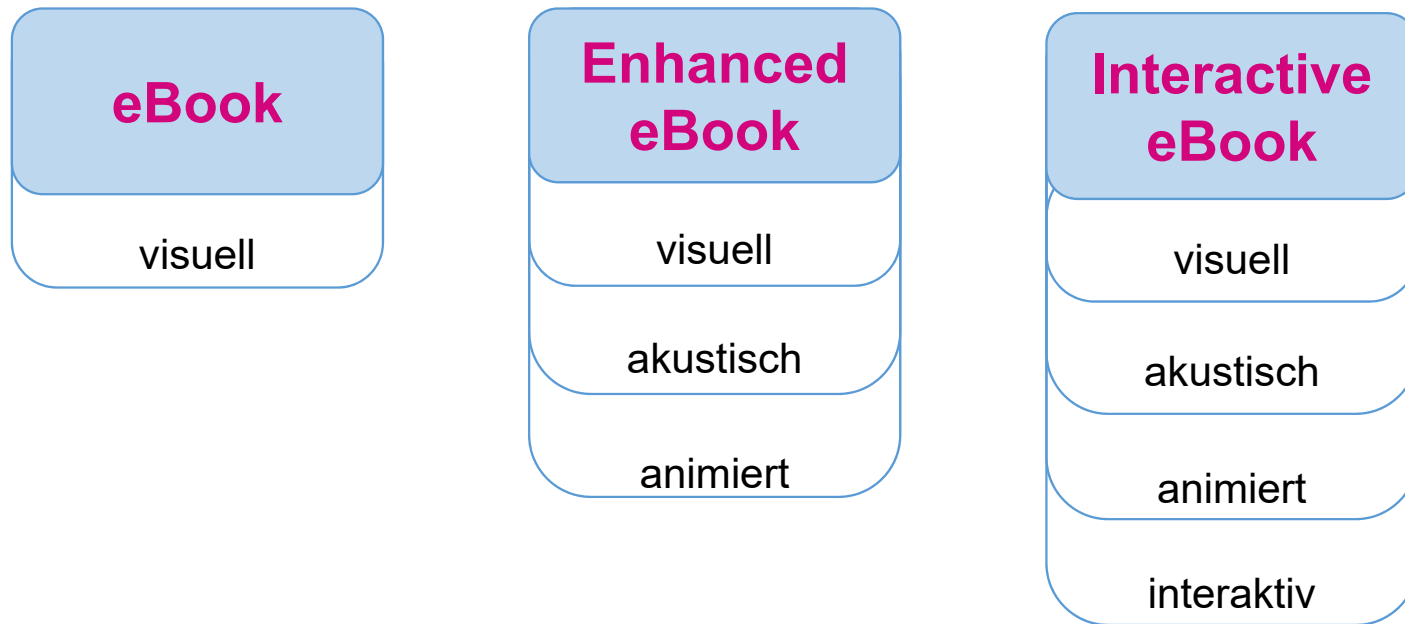 eBook
visuell
Enhanced
eBook
visuell
akustisch
animiert
Interactive
eBook
visuell
akustisch
animiert
interaktiv